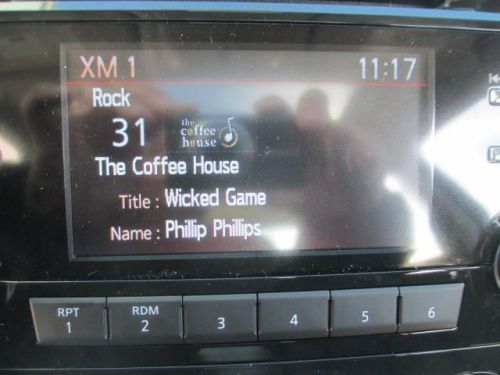 XM 1 11:17
Rock
31 the coffee house
The Coffee House
Title : Wicked Game
Name : Phillip Phillips
RPT RDM
1 2 3 4 5 6